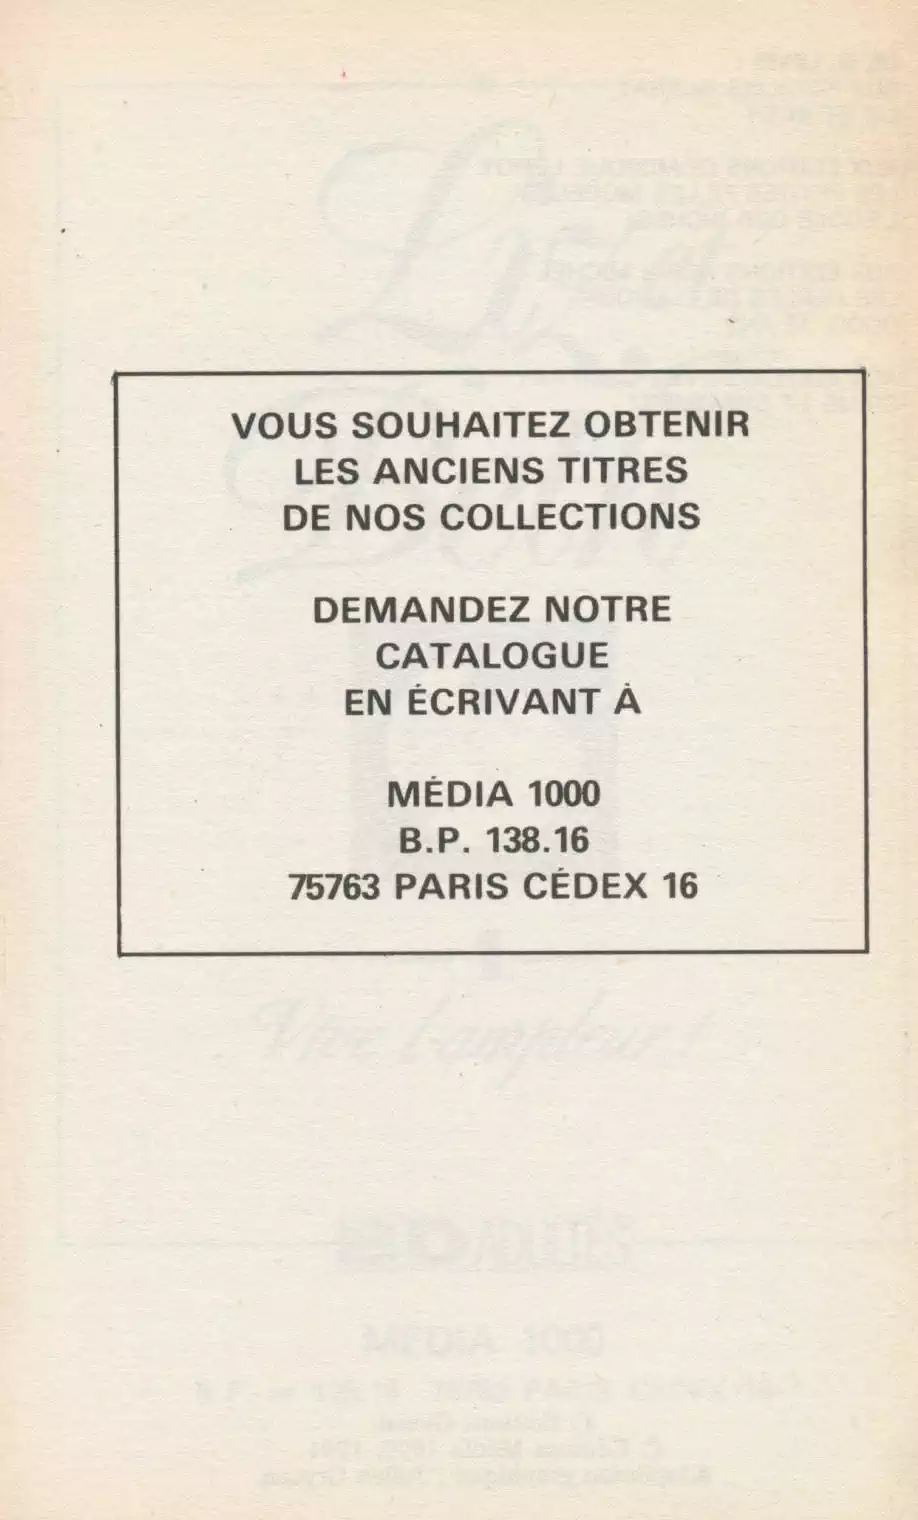 VOUS SOUHAITEZ OBTENIR
LES ANCIENS TITRES
DE NOS COLLECTIONS
DEMANDEZ NOTRE
CATALOGUE
EN ÉCRIVANT À
MÉDIA 1000
B.P. 138.16
75763 PARIS CÉDEX 16